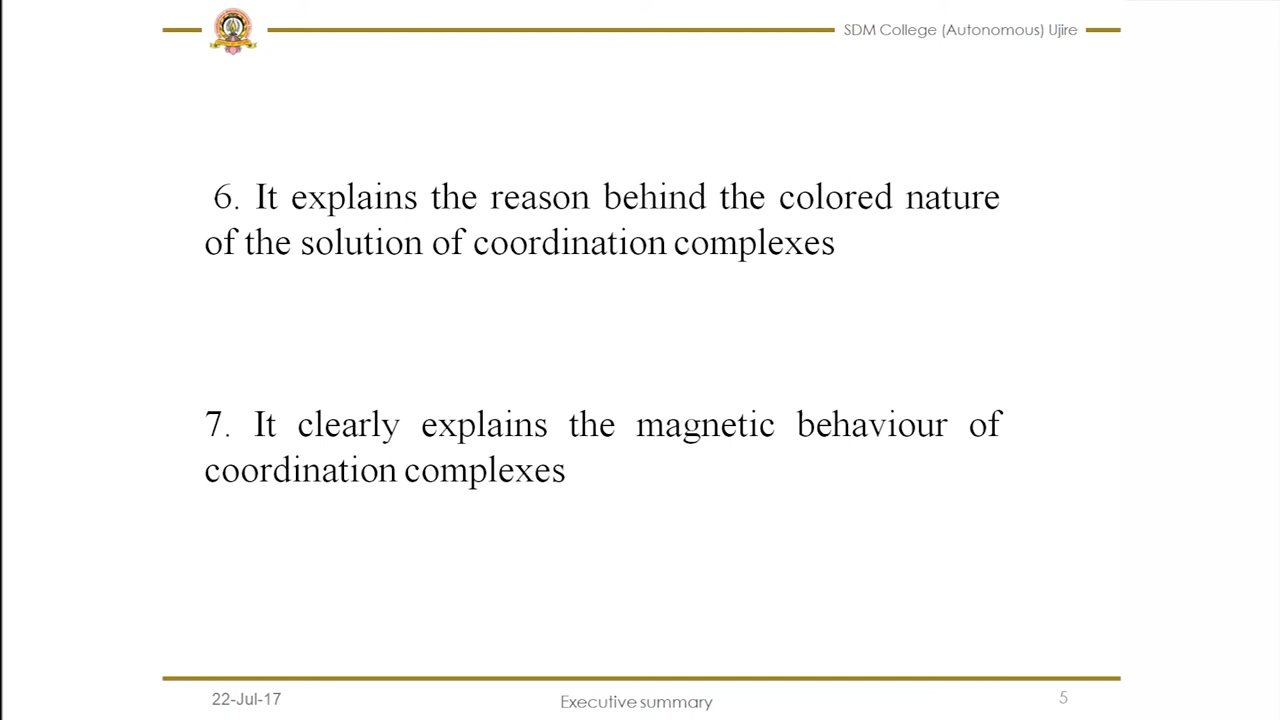 SDM College (Autonomous) Ujire
6. It explains the reason behind the colored nature
of the solution of coordination complexes
7. It clearly explains the magnetic behaviour of
coordination complexes
22-Jul-17
Executive summary
5